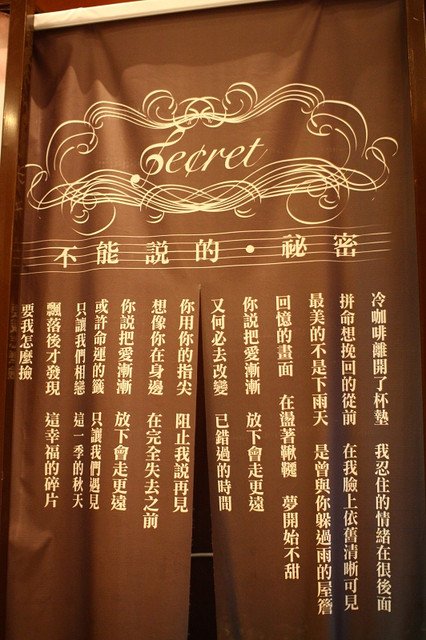 Secret
不能説的•祕密
冷咖啡離開了杯墊 我忍住的情緒在很後面
拼命想挽回的從前 在我臉上依舊清晰可見
最美的不是下雨天 是曾與你躲過雨的屋簷
回憶的畫面 在盪著鞦韆 夢開始不甜
你說把愛漸漸 放下會走更遠
又何必去改變 已錯過的時間
你用你的指尖 阻止我說再見
想像你在身邊 在完全失去之前
你說把愛漸漸 放下會走更遠
或許命運的籤 只讓我們遇見
只讓我們相戀 這一季的秋天
飄落後才發現 這幸福的碎片
要我怎麼撿